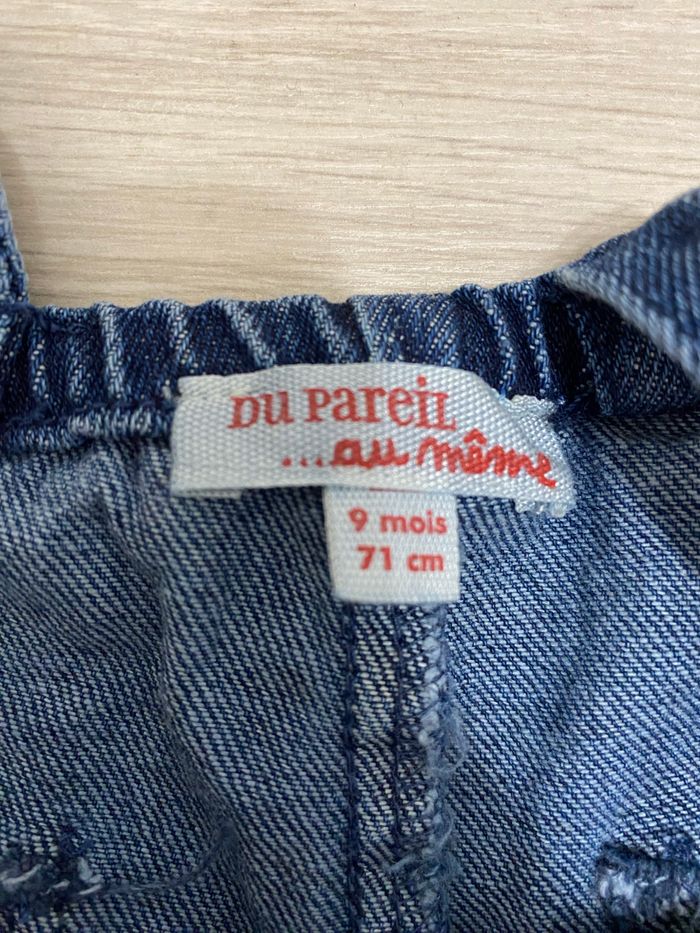 DU PAREIL
...au même
9 mois
71 cm